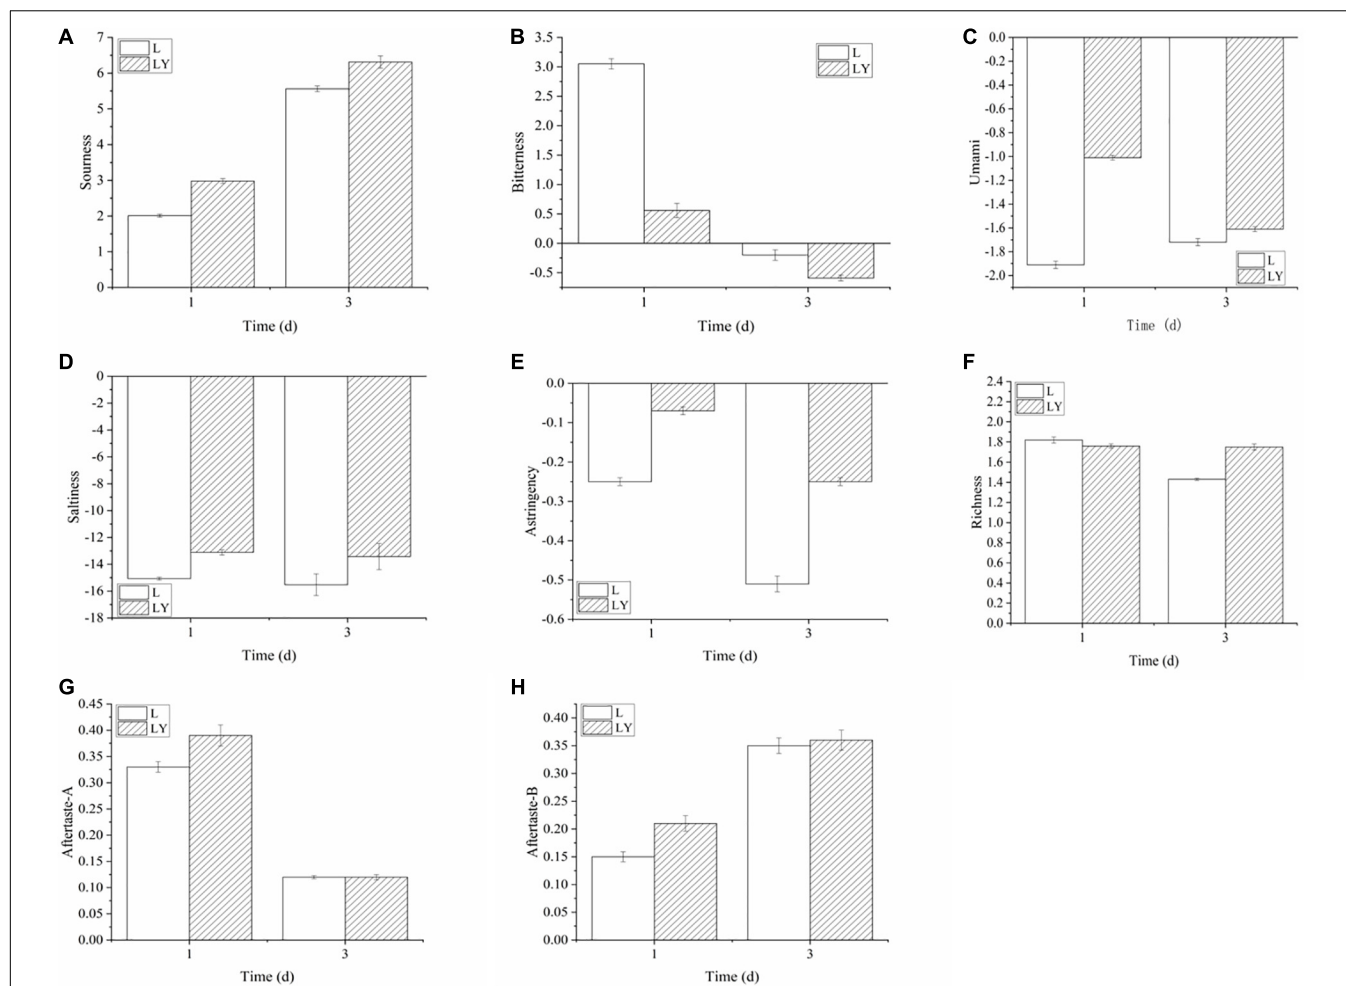 A
7
6
5
4
3
2
1
0
Sourness
L
LY
1
3
Time (d)
B
3.5
3.0
2.5
2.0
1.5
1.0
0.5
0.0
-0.5
Bitterness
L
LY
1
3
Time (d)
C
0.0
-0.2
-0.4
-0.6
-0.8
-1.0
-1.2
-1.4
-1.6
-1.8
-2.0
Umami
L
LY
1
3
Time (d)
D
0
-2
-4
-6
-8
-10
-12
-14
-16
-18
Saltiness
L
LY
1
3
Time (d)
E
0.0
-0.1
-0.2
-0.3
-0.4
-0.5
-0.6
Astringency
L
LY
1
3
Time (d)
F
2.4
2.2
2.0
1.8
1.6
1.4
1.2
1.0
0.8
0.6
0.4
0.2
0.0
Richness
L
LY
1
3
Time (d)
G
0.45
0.40
0.35
0.30
0.25
0.20
0.15
0.10
0.05
0.00
Aftertaste-A
L
LY
1
3
Time (d)
H
0.40
0.35
0.30
0.25
0.20
0.15
0.10
0.05
0.00
Aftertaste-B
L
LY
1
3
Time (d)